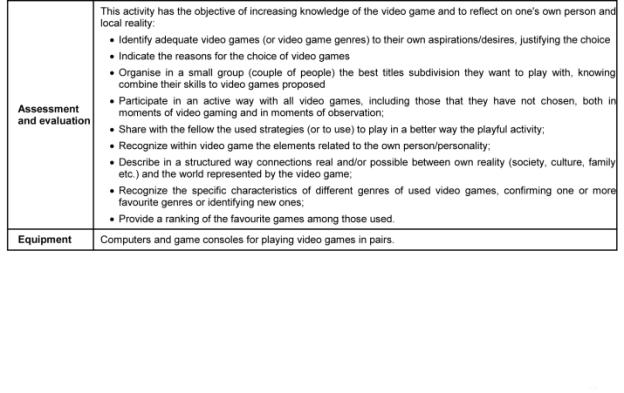 This activity has the objective of increasing knowledge of the video game and to reflect on one's own person and
local reality:
• Identify adequate video games (or video game genres) to their own aspirations/desires, justifying the choice
• Indicate the reasons for the choice of video games
• Organise in a small group (couple of people) the best titles subdivision they want to play with, knowing
combine their skills to video games proposed
Assessment
and evaluation
• Participate in an active way with all video games, including those that they have not chosen, both in
moments of video gaming and in moments of observation;
• Share with the fellow the used strategies (or to use) to play in a better way the playful activity;
• Recognize within video game the elements related to the own person/personality;
• Describe in a structured way connections real and/or possible between own reality (society, culture, family
etc.) and the world represented by the video game;
• Recognize the specific characteristics of different genres of used video games, confirming one or more
favourite genres or identifying new ones;
• Provide a ranking of the favourite games among those used.
Equipment
Computers and game consoles for playing video games in pairs.